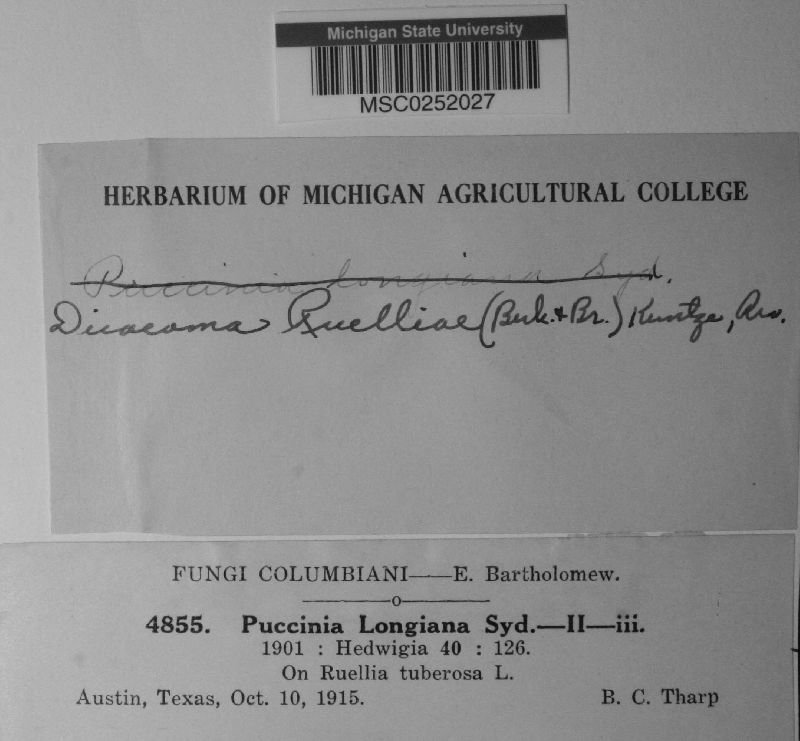 Michigan State University
MSC0252027
HERBARIUM OF MICHIGAN AGRICULTURAL COLLEGE
Puccinia longiana Syd.
Dicaeoma Ruelliae (Berk. & Br.) Kuntze,
FUNGI COLUMBIANI——E. Bartholomew.
o
4855. Puccinia Longiana Syd.—II—iii.
1901 : Hedwigia 40 : 126.
On Ruellia tuberosa L.
Austin, Texas, Oct. 10, 1915. B. C. Tharp